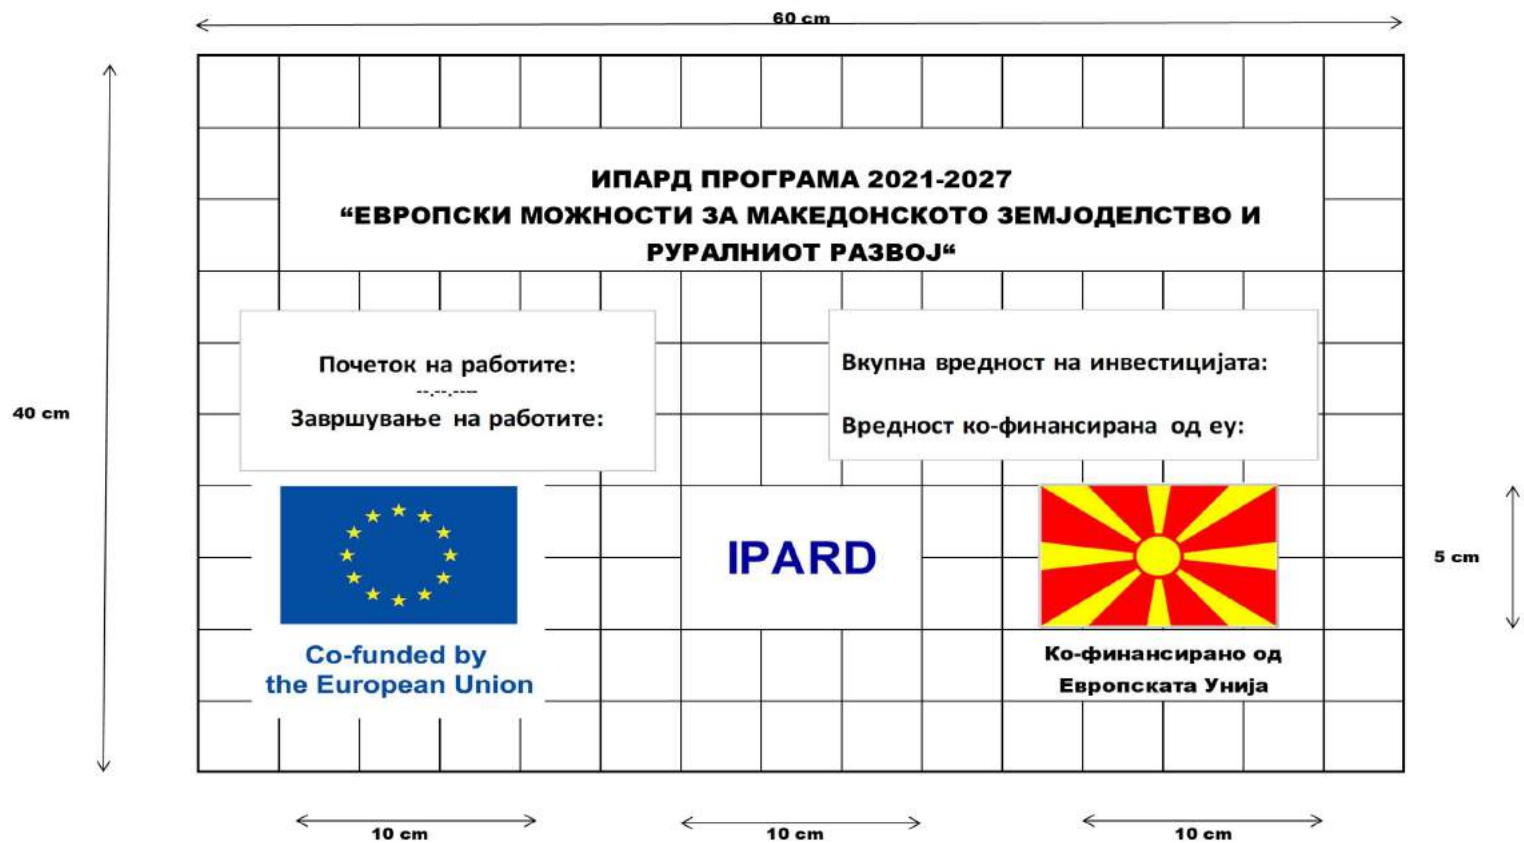 60 cm
ИПАРД ПРОГРАМА 2021-2027
“ЕВРОПСКИ МОЖНОСТИ ЗА МАКЕДОНСКОТО ЗЕМЈОДЕЛСТВО И
РУРАЛНИОТ РАЗВОЈ“
Почеток на работите:
--.--.----
Завршување на работите:
Вкупна вредност на инвестицијата:
Вредност ко-финансирана од еу:
40 cm
IPARD
5 cm
Co-funded by
the European Union
Ко-финансирано од
Европската Унија
10 cm
10 cm
10 cm